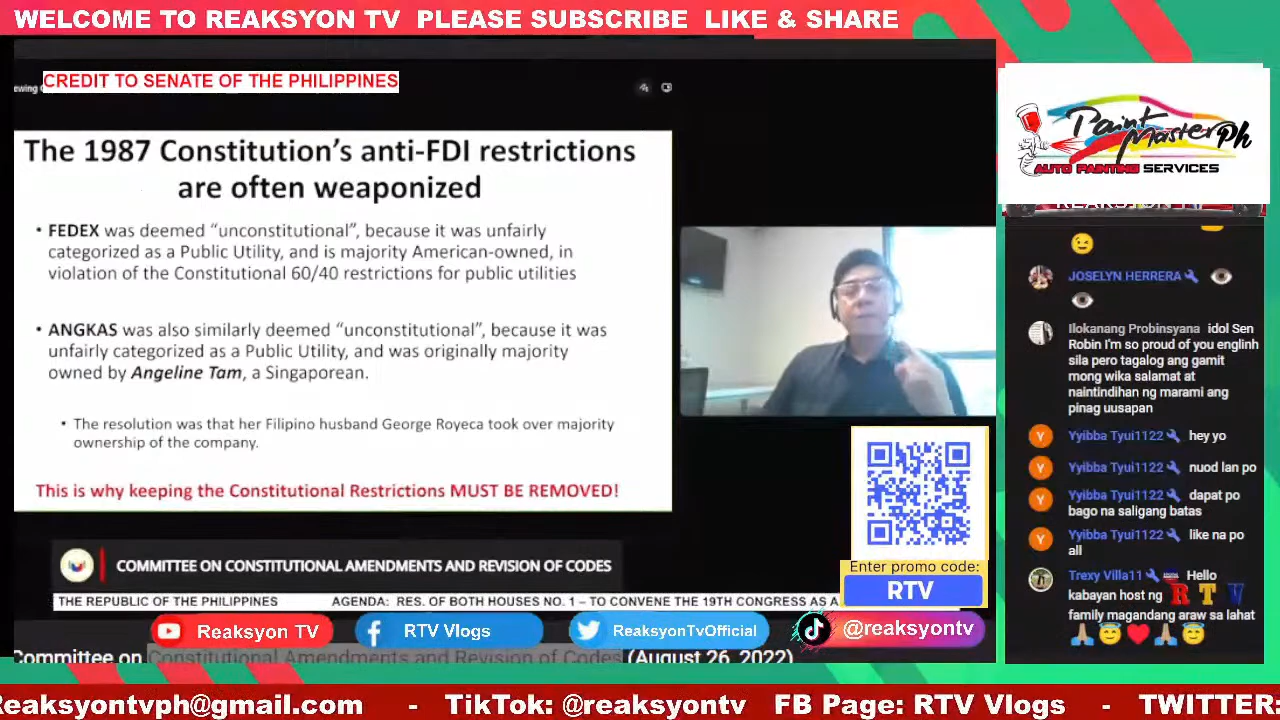 WELCOME TO REAKSYON TV PLEASE SUBSCRIBE LIKE & SHARE
CREDIT TO SENATE OF THE PHILIPPINES
The 1987 Constitution's anti-FDI restrictions
are often weaponized
• FEDEX was deemed "unconstitutional", because it was unfairly
categorized as a Public Utility, and is majority American-owned, in
violation of the Constitutional 60/40 restrictions for public utilities
• ANGKAS was also similarly deemed "unconstitutional", because it was
unfairly categorized as a Public Utility, and was originally majority
owned by Angeline Tam, a Singaporean.
• The resolution was that her Filipino husband George Royeca took over majority
ownership of the company.
This is why keeping the Constitutional Restrictions MUST BE REMOVED!
COMMITTEE ON CONSTITUTIONAL AMENDMENTS AND REVISION OF CODES
THE REPUBLIC OF THE PHILIPPINES AGENDA: RES. OF BOTH HOUSES NO. 1 – TO CONVENE THE 19TH CONGRESS AS A
Enter promo code:
RTV
Reaksyon TV
RTV Vlogs
ReaksyonTvOfficial
@reaksyontv
Committee on Constitutional Amendments and Revision of Codes (August 26, 2022)
Paint
Master Ph
AUTO PAINTING SERVICES
JOSELYN HERRERA
Ilokanang Probinsyana idol Sen
Robin I'm so proud of you englinh
sila pero tagalog ang gamit
mong wika salamat at
naintindihan ng marami ang
pinag uusapan
Y Yyibba Tyui1122 hey yo
Y Yyibba Tyui1122 nuod lan po
Y Yyibba Tyui1122 dapat po
bago na saligang batas
Y Yyibba Tyui1122 like na po
all
Trexy Villa11 Hello
kabayan host ng R T V
family magandang araw sa lahat
Reaksyontvph@gmail.com - TikTok: @reaksyontv FB Page: RTV Vlogs - TWITTER: